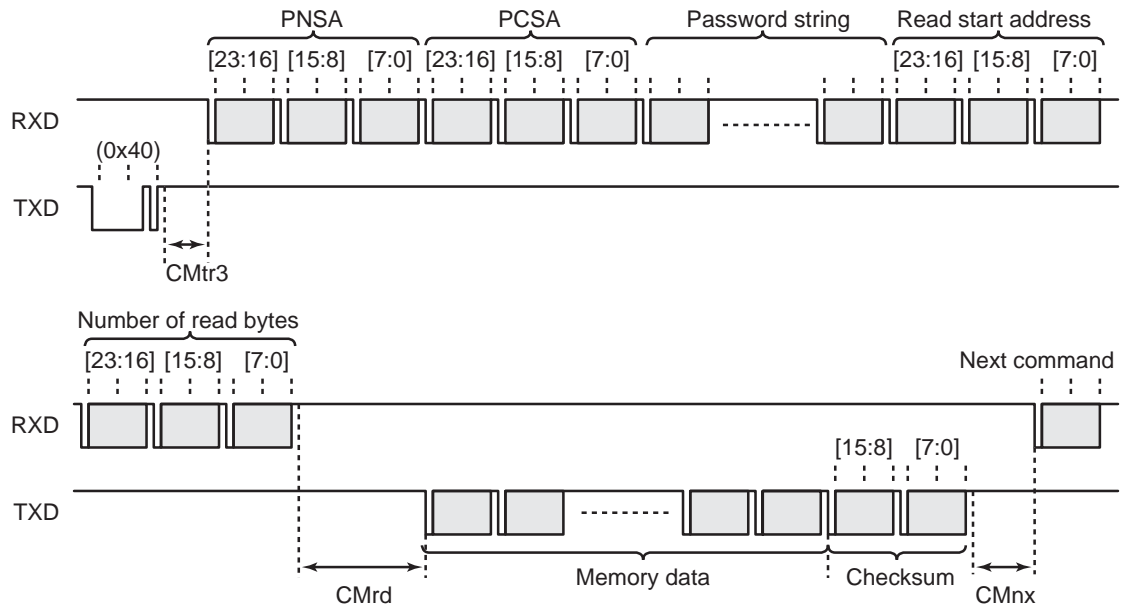 PNSA PCSA Password string Read start address
[23:16] [15:8] [7:0] [23:16] [15:8] [7:0] [23:16] [15:8] [7:0]
RXD
(0x40)
TXD
CMtr3
Number of read bytes
[23:16] [15:8] [7:0] Next command
RXD
[15:8] [7:0]
TXD
Memory data Checksum
CMrd CMnx